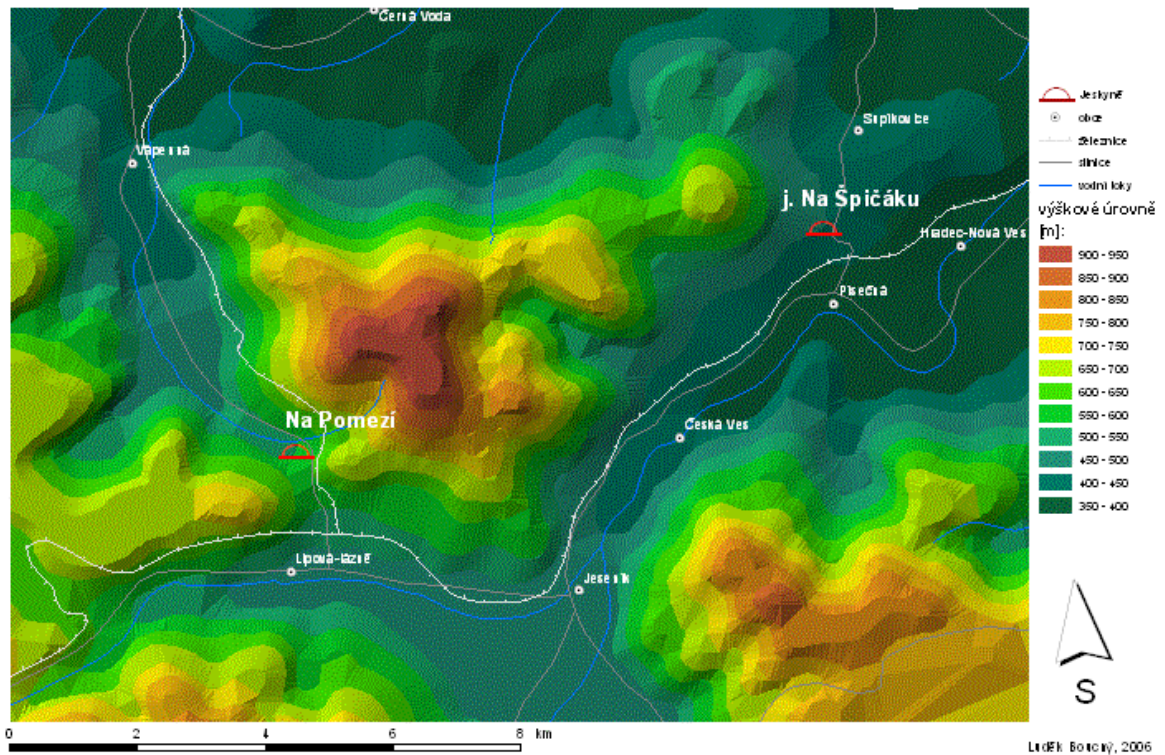 Černá Voda
Vápenná
Supíkovice
j. Na Špičáku
Hradec-Nová Ves
Písečná
Na Pomezí
Česká Ves
Lipová-lázně
Jeseník
Jeskyně
obce
železnice
silnice
vodní toky
výškové úrovně
[m]:
900 - 950
850 - 900
800 - 850
750 - 800
700 - 750
650 - 700
600 - 650
550 - 600
500 - 550
450 - 500
400 - 450
350 - 400
S
0 2 4 6 8 km
Luděk Boucný, 2006